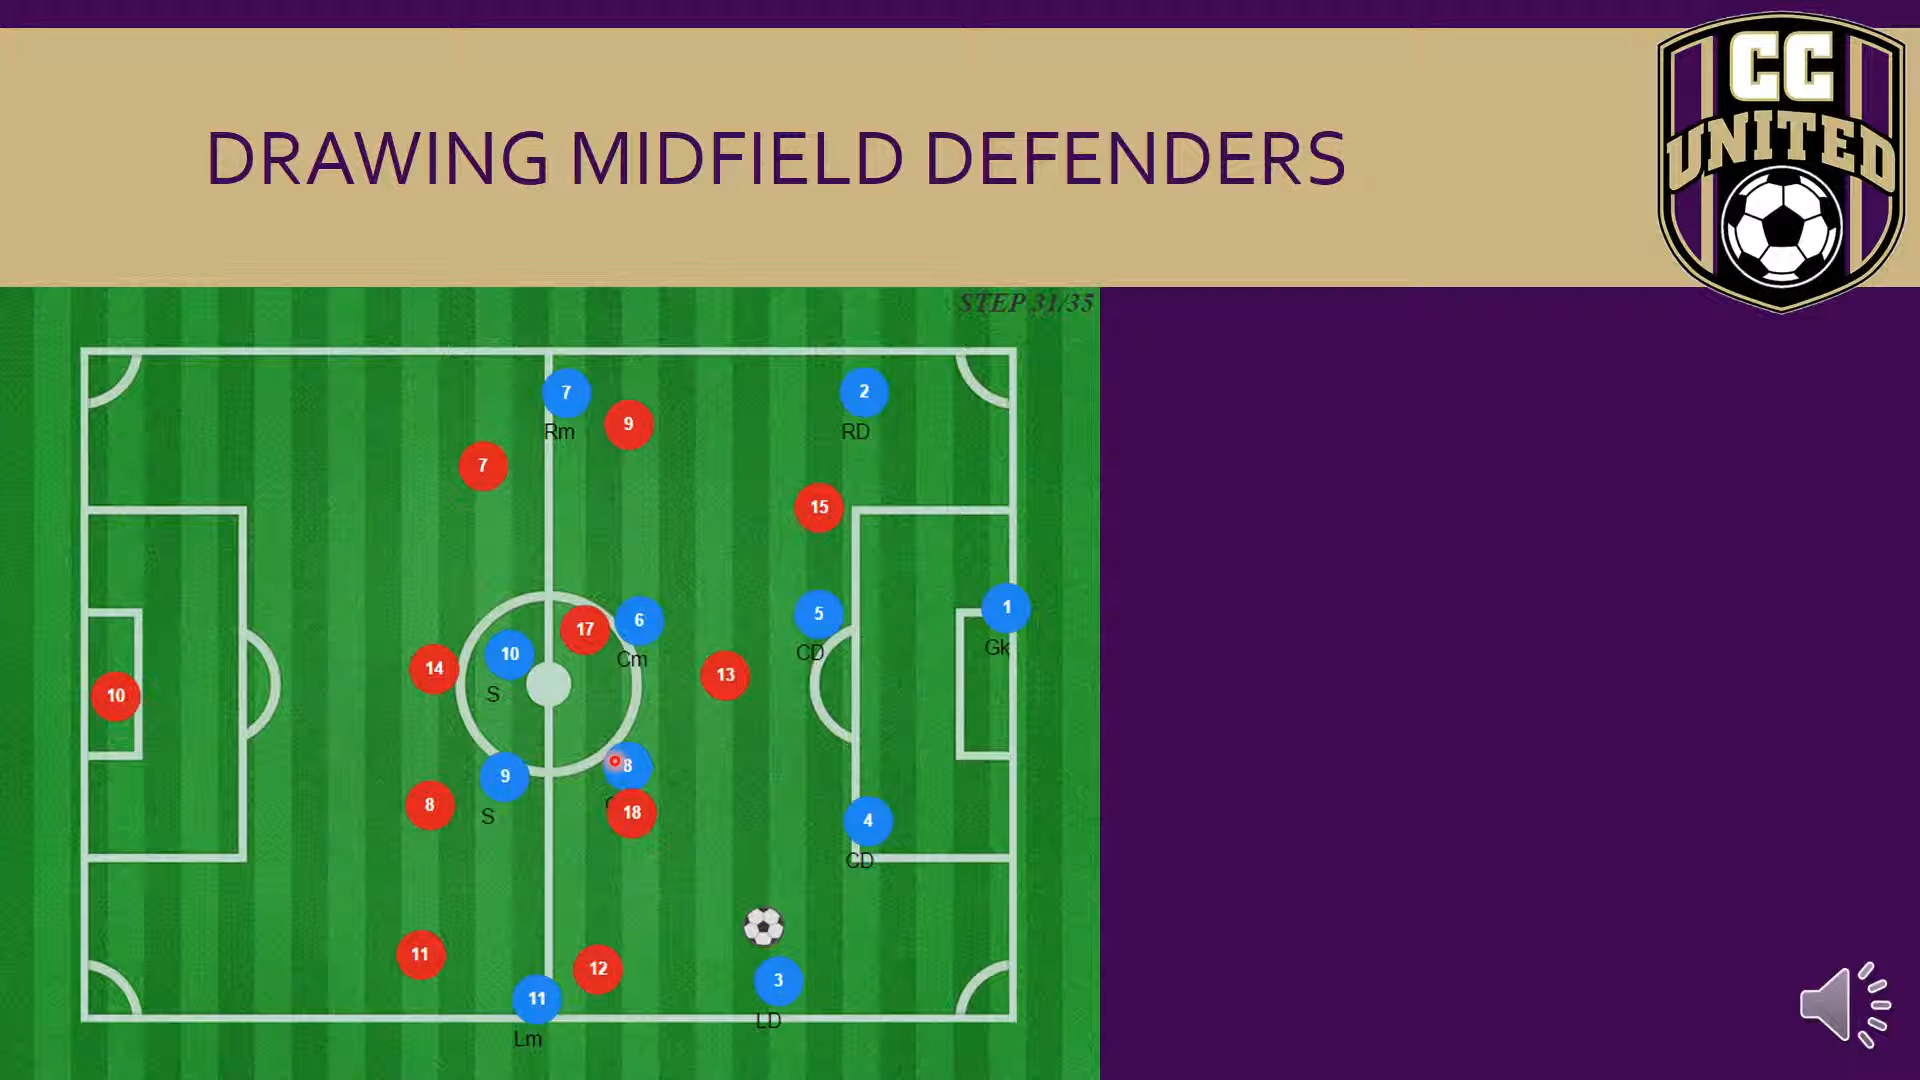 CC
UNITED
DRAWING MIDFIELD DEFENDERS
STEP 31/35
7
Rm
9
2
RD
7
15
17
6
Cm
5
CD
1
Gk
10
S
14
13
10
9
S
8
8
18
4
CD
11
12
3
LD
11
Lm